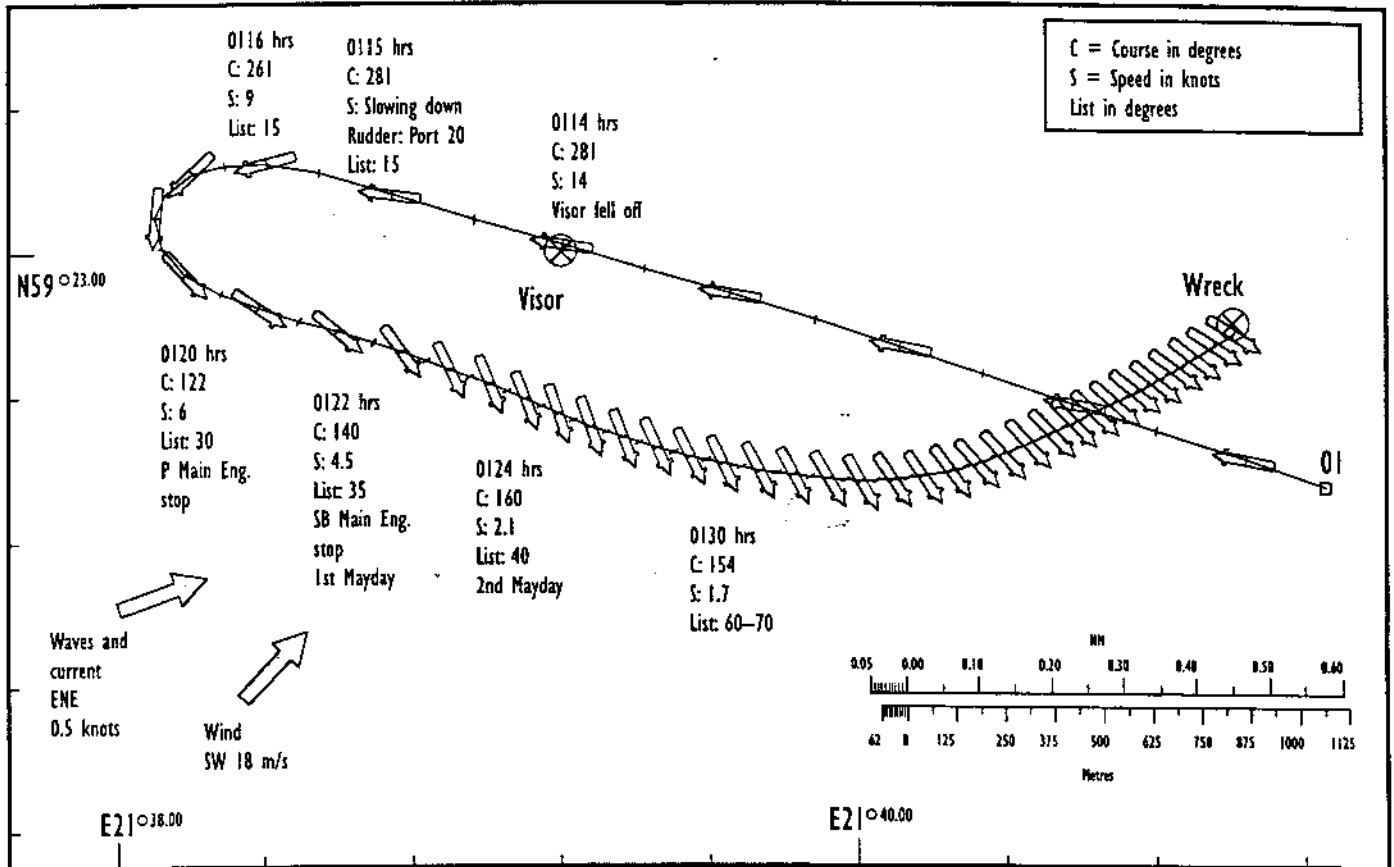 0116 hrs
C: 261
S: 9
List: 15
0115 hrs
C: 281
S: Slowing down
Rudder: Port 20
List: 15
0114 hrs
C: 281
S: 14
Visor fell off
C = Course in degrees
S = Speed in knots
List in degrees
N59°23.00
Visor
Wreck
01
0120 hrs
C: 122
S: 6
List: 30
P Main Eng.
stop
0122 hrs
C: 140
S: 4.5
List: 35
SB Main Eng.
stop
1st Mayday
0124 hrs
C: 160
S: 2.1
List: 40
2nd Mayday
0130 hrs
C: 154
S: 1.7
List: 60–70
Waves and
current
ENE
0.5 knots
Wind
SW 18 m/s
NM
0.05 0.00 0.10 0.20 0.30 0.40 0.50 0.60
62 0 125 250 375 500 625 750 875 1000 1125
Metres
E21°38.00
E21°40.00